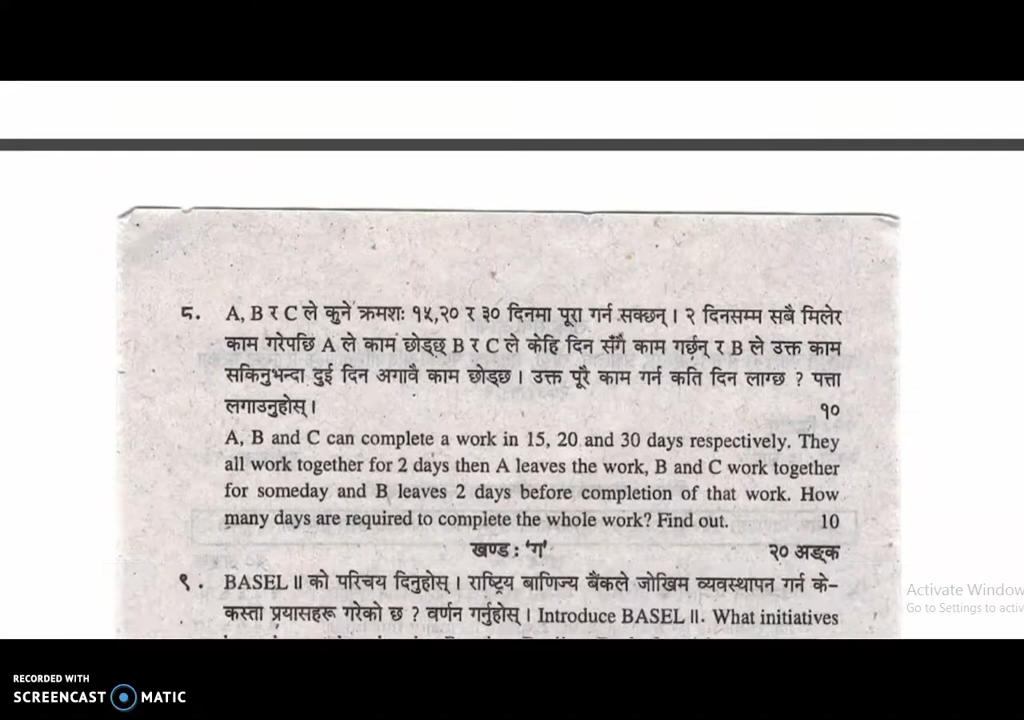 ८. A, B र C ले कुनै क्रमशः १५,२० र ३० दिनमा पूरा गर्न सक्छन् । २ दिनसम्म सबै मिलेर
काम गरेपछि A ले काम छोड्छ B र C ले केहि दिन सँगै काम गर्छन् र B ले उक्त काम
सकिनुभन्दा दुई दिन अगावै काम छोड्छ । उक्त पूरै काम गर्न कति दिन लाग्छ ? पत्ता
लगाउनुहोस् । १०
A, B and C can complete a work in 15, 20 and 30 days respectively. They
all work together for 2 days then A leaves the work, B and C work together
for someday and B leaves 2 days before completion of that work. How
many days are required to complete the whole work? Find out. 10
खण्ड : 'ग' २० अङ्क
९. BASEL II को परिचय दिनुहोस् । राष्ट्रिय बाणिज्य बैंकले जोखिम व्यवस्थापन गर्न के-
कस्ता प्रयासहरू गरेको छ ? वर्णन गर्नुहोस् । Introduce BASEL II. What initiatives
Activate Window
Go to Settings to activ
RECORDED WITH
SCREENCAST MATIC